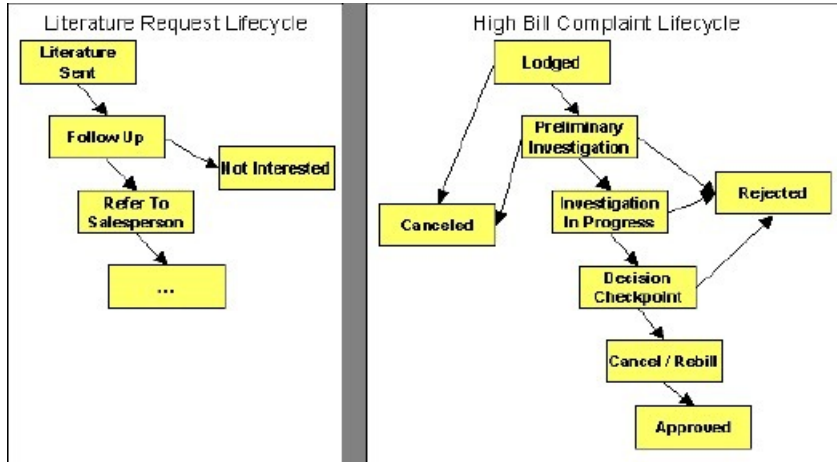 Literature Request Lifecycle
Literature
Sent
Follow Up
Not Interested
Refer To
Salesperson
...
High Bill Complaint Lifecycle
Lodged
Preliminary
Investigation
Rejected
Investigation
In Progress
Canceled
Decision
Checkpoint
Cancel / Rebill
Approved